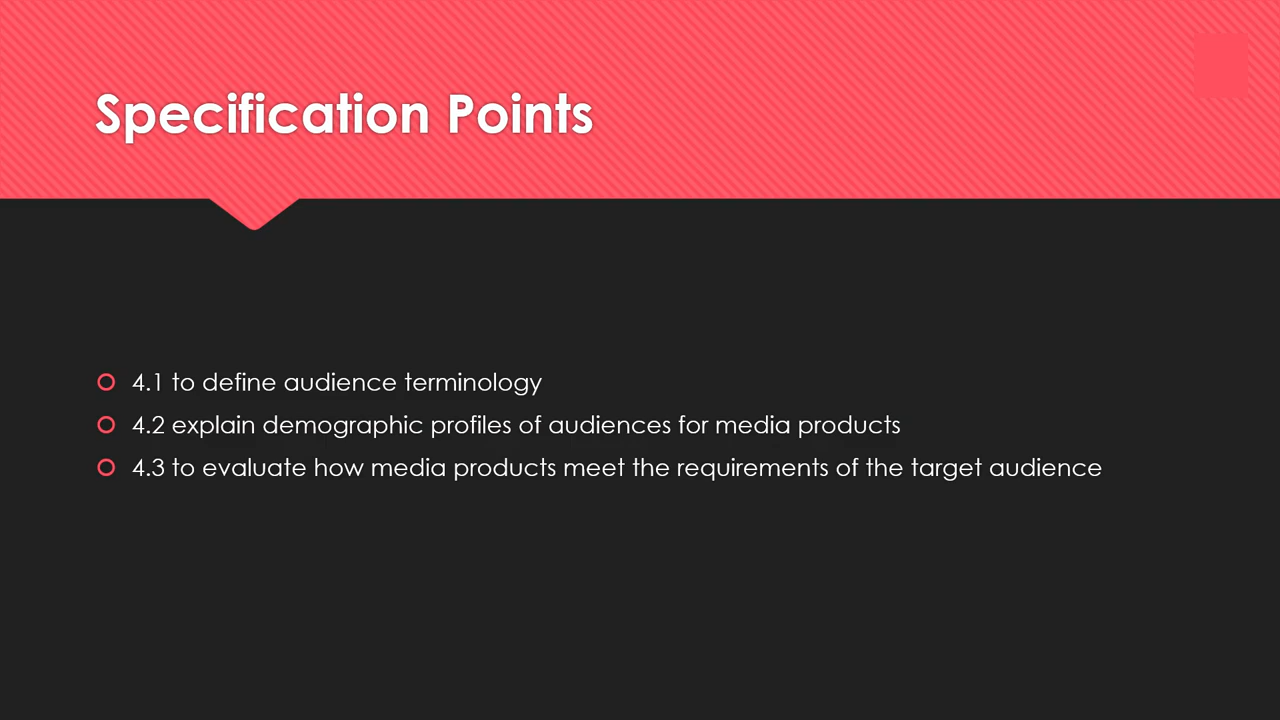 Specification Points
4.1 to define audience terminology
4.2 explain demographic profiles of audiences for media products
4.3 to evaluate how media products meet the requirements of the target audience